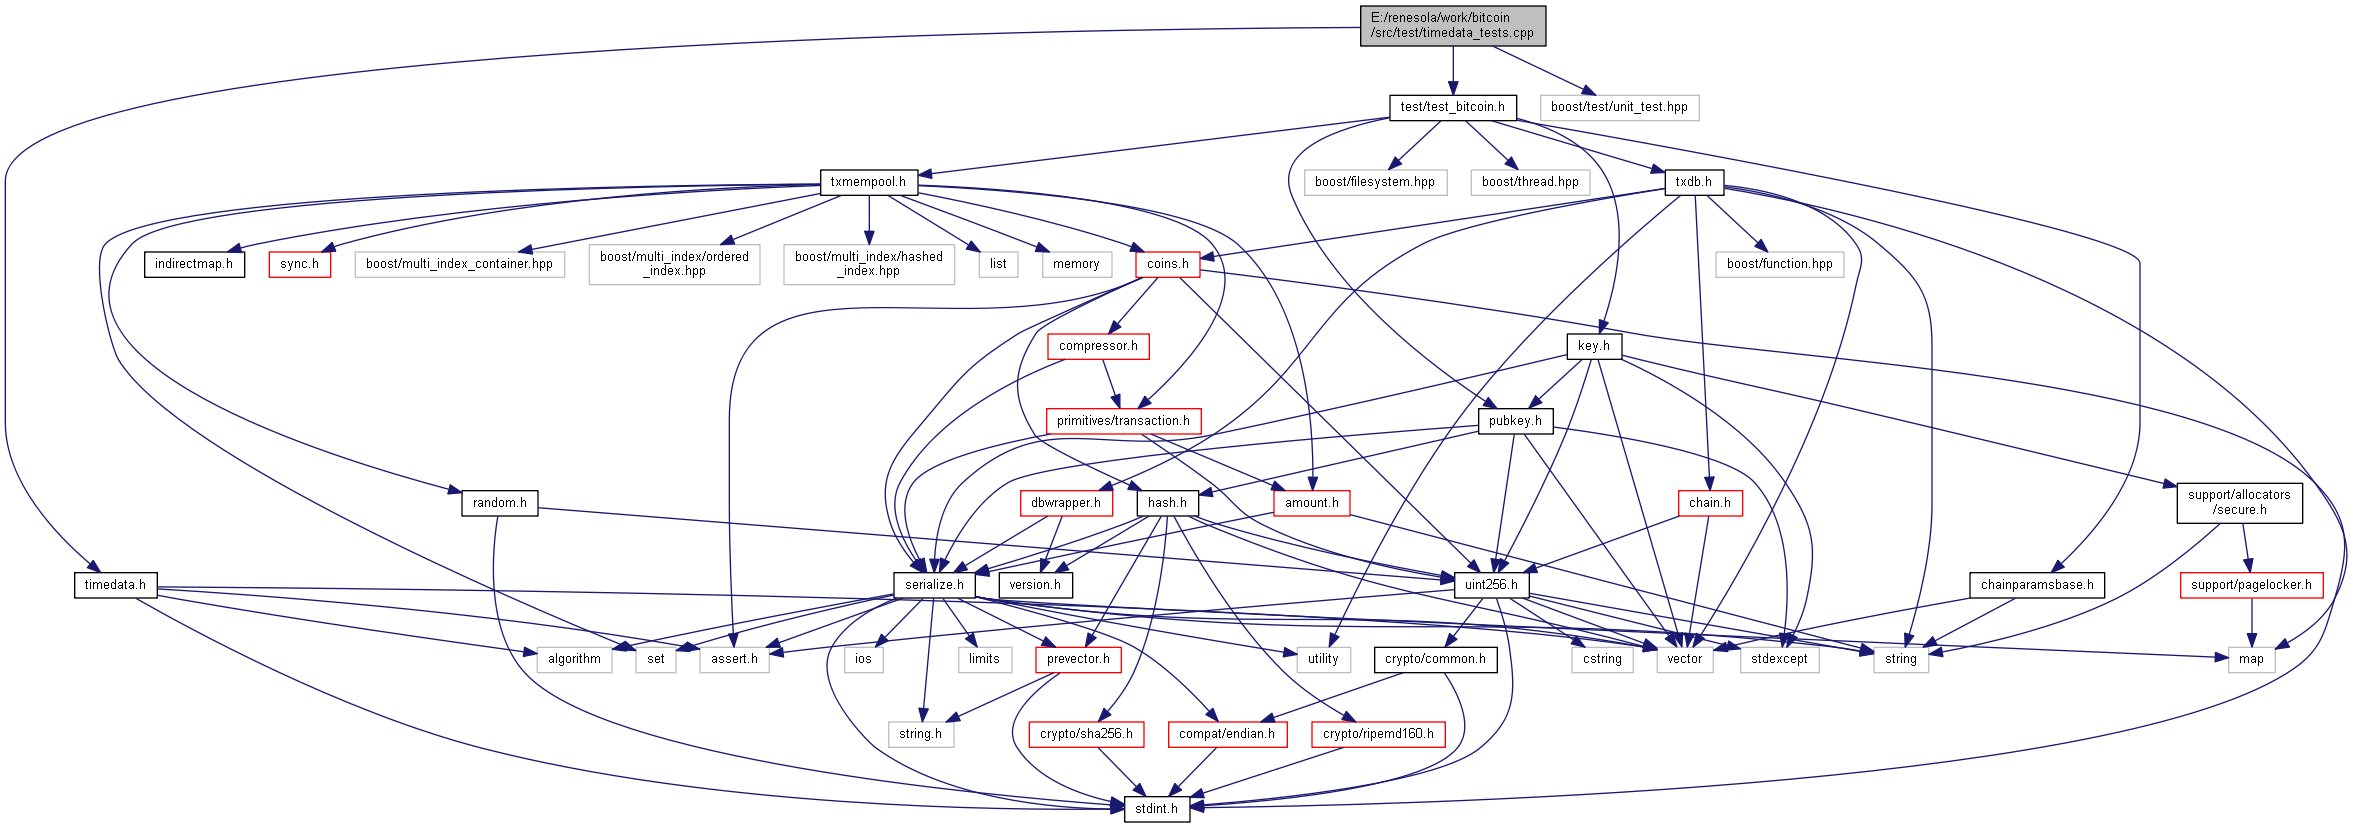 E:/renesola/work/bitcoin
/src/test/timedata_tests.cpp
test/test_bitcoin.h
boost/test/unit_test.hpp
txmempool.h
boost/filesystem.hpp
boost/thread.hpp
txdb.h
indirectmap.h
sync.h
boost/multi_index_container.hpp
boost/multi_index/ordered
_index.hpp
boost/multi_index/hashed
_index.hpp
list
memory
coins.h
boost/function.hpp
compressor.h
key.h
primitives/transaction.h
pubkey.h
random.h
dbwrapper.h
hash.h
amount.h
chain.h
support/allocators
/secure.h
timedata.h
serialize.h
version.h
uint256.h
chainparamsbase.h
support/pagelocker.h
algorithm
set
assert.h
ios
limits
prevector.h
utility
crypto/common.h
cstring
vector
stdexcept
string
map
string.h
crypto/sha256.h
compat/endian.h
crypto/ripemd160.h
stdint.h